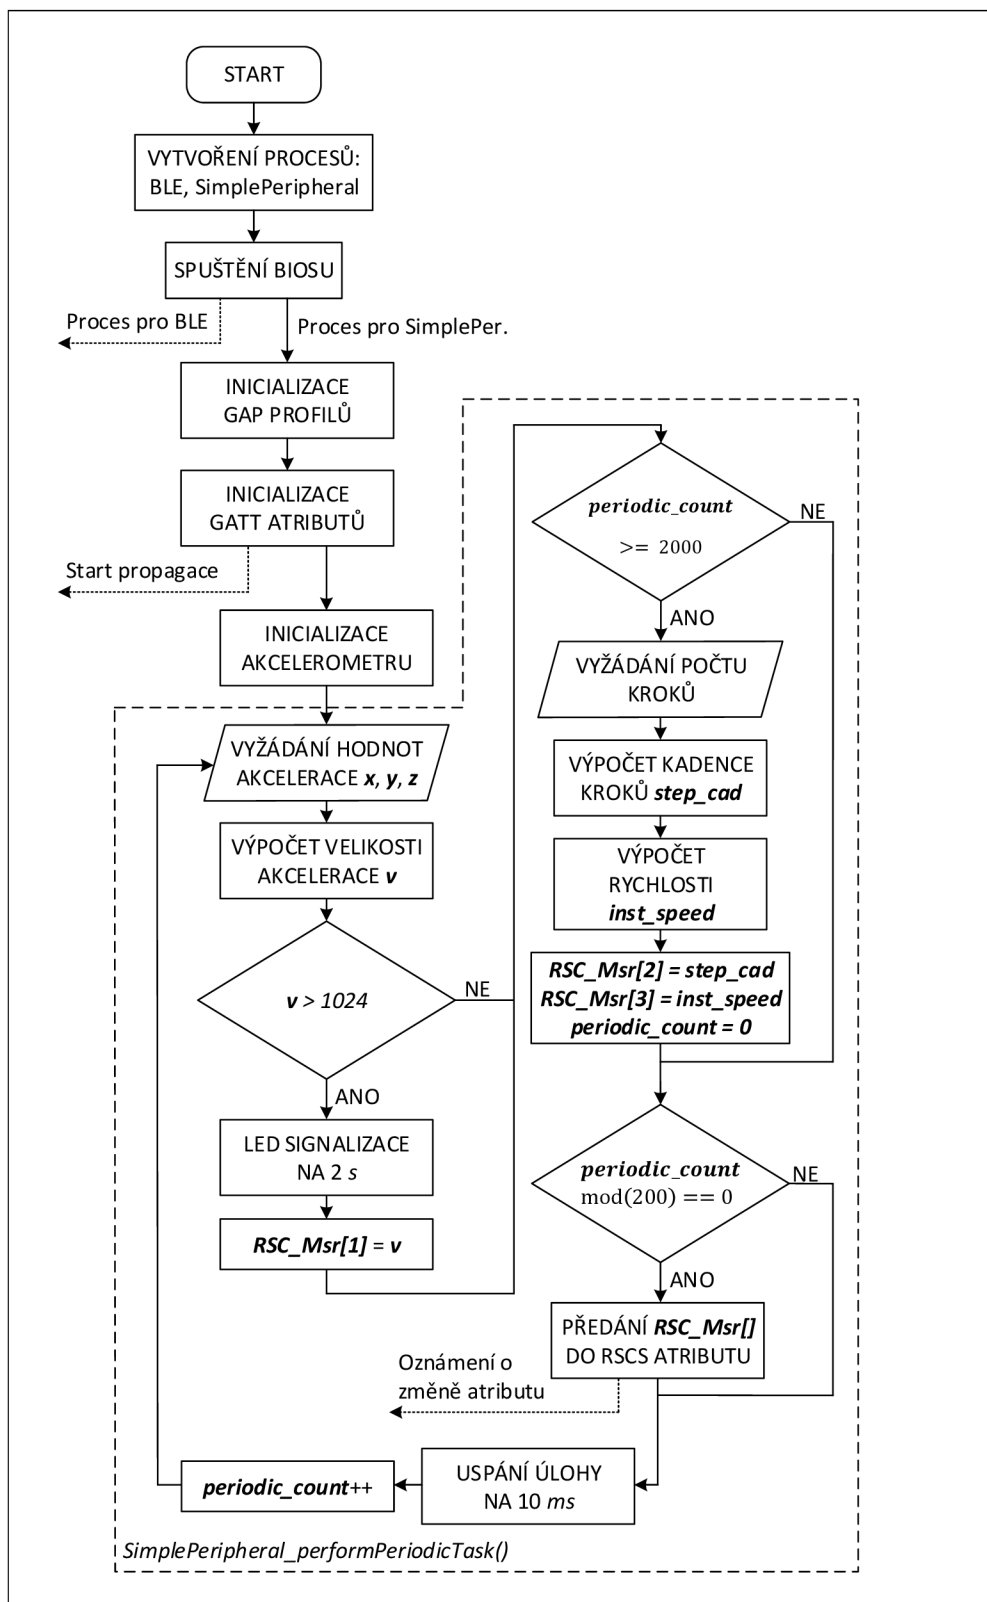 START
VYTVOŘENÍ PROCESŮ:
BLE, SimplePeripheral
SPUŠTĚNÍ BIOSU
Proces pro BLE
Proces pro SimplePer.
INICIALIZACE
GAP PROFILŮ
INICIALIZACE
GATT ATRIBUTŮ
Start propagace
INICIALIZACE
AKCELEROMETRU
VYŽÁDÁNÍ HODNOT
AKCELERACE x, y, z
VÝPOČET VELIKOSTI
AKCELERACE v
v > 1024
NE
ANO
LED SIGNALIZACE
NA 2 s
RSC_Msr[1] = v
periodic_count
>= 2000
NE
ANO
VYŽÁDÁNÍ POČTU
KROKŮ
VÝPOČET KADENCE
KROKŮ step_cad
VÝPOČET
RYCHLOSTI
inst_speed
RSC_Msr[2] = step_cad
RSC_Msr[3] = inst_speed
periodic_count = 0
periodic_count
mod(200) == 0
NE
ANO
PŘEDÁNÍ RSC_Msr[]
DO RSCS ATRIBUTU
Oznámení o
změně atributu
USPÁNÍ ÚLOHY
NA 10 ms
periodic_count++
SimplePeripheral_performPeriodicTask()